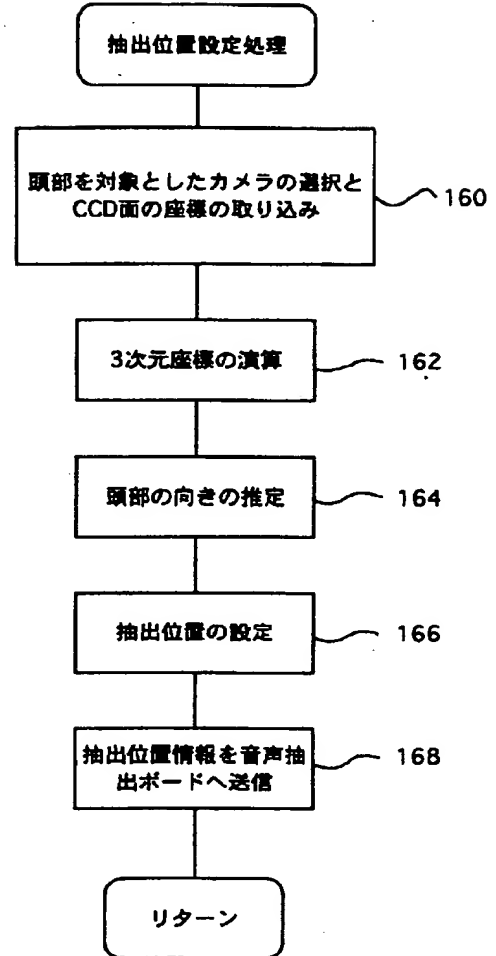 抽出位置設定処理
頭部を対象としたカメラの選択と
CCD面の座標の取り込み
160
3次元座標の演算
162
頭部の向きの推定
164
抽出位置の設定
166
抽出位置情報を音声抽
出ボードへ送信
168
リターン